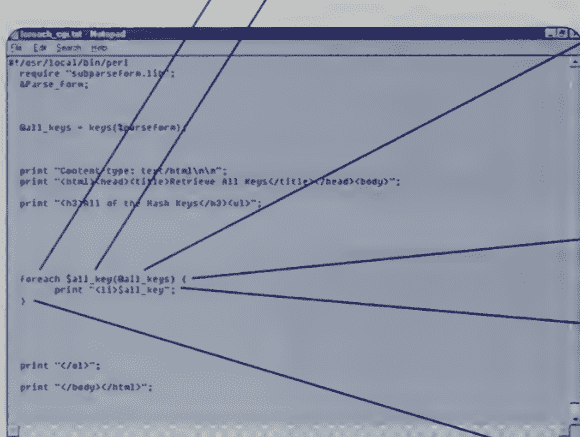 foreach_cgi.txt - Notepad
File Edit Search Help
#!/usr/local/bin/perl
require "subparseform.lib";
&Parse_Form;
@all_keys = keys(%parseform);
print "Content-type: text/html\n\n";
print "<html><head><title>Retrieve All Keys</title></head><body>";
print "<h3>All of the Hash Keys</h3><ul>";
foreach $all_key(@all_keys) {
print "<li>$all_key";
}
print "</ul>";
print "</body></html>";